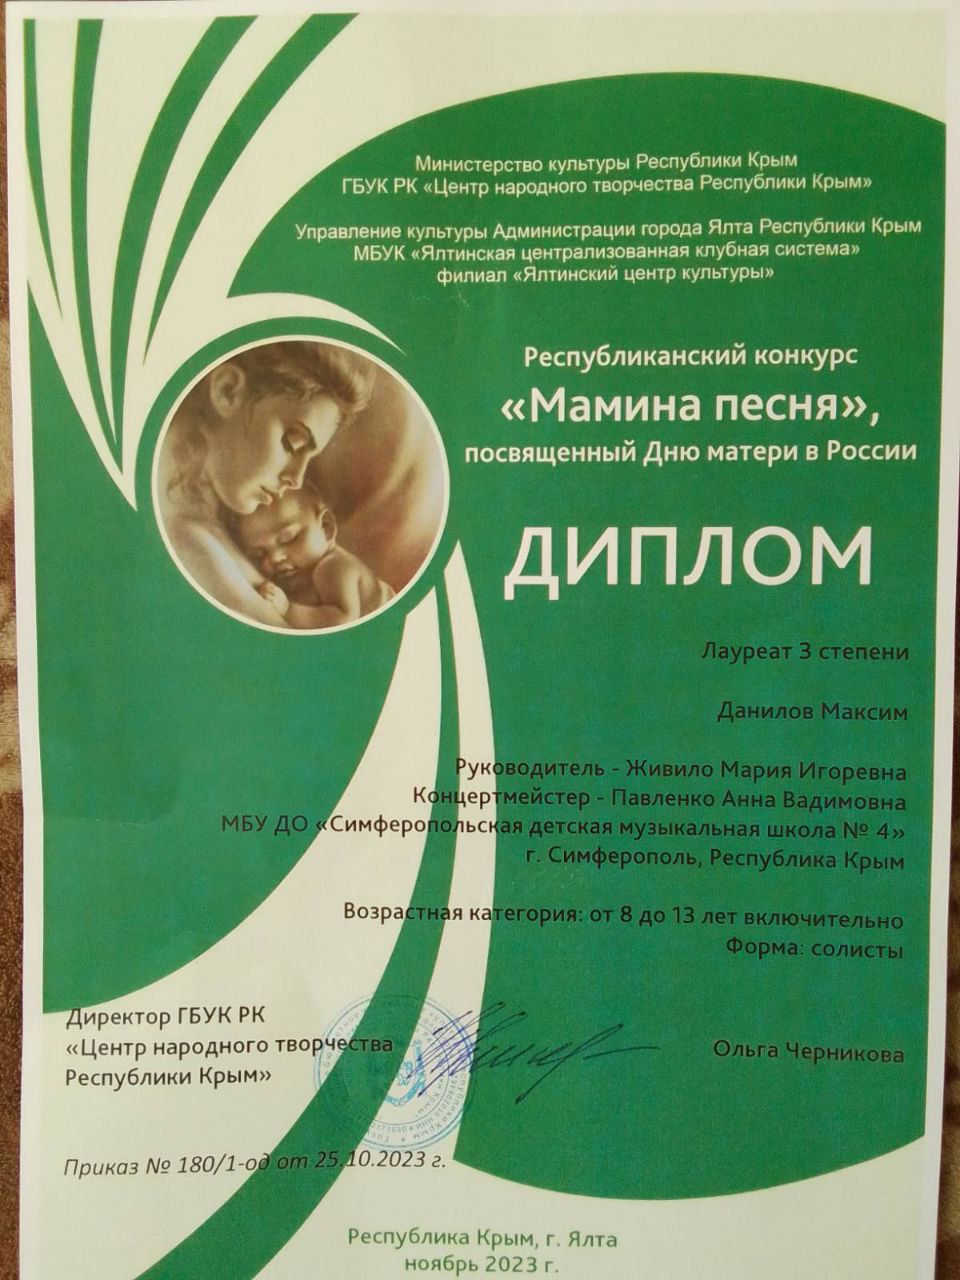 Министерство культуры Республики Крым
ГБУК РК «Центр народного творчества Республики Крым»
Управление культуры Администрации города Ялта Республики Крым
МБУК «Ялтинская централизованная клубная система»
филиал «Ялтинский центр культуры»
Республиканский конкурс
«Мамина песня»,
посвященный Дню матери в России
ДИПЛОМ
Лауреат 3 степени
Данилов Максим
Руководитель - Живило Мария Игоревна
Концертмейстер - Павленко Анна Вадимовна
МБУ ДО «Симферопольская детская музыкальная школа № 4»
г. Симферополь, Республика Крым
Возрастная категория: от 8 до 13 лет включительно
Форма: солисты
Директор ГБУК РК
«Центр народного творчества
Республики Крым»
Ольга Черникова
Приказ № 180/1-од от 25.10.2023 г.
Республика Крым, г. Ялта
ноябрь 2023 г.